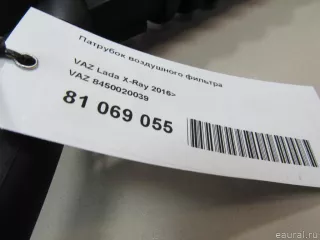 Патрубок воздушного фильтра
VAZ Lada X-Ray 2016>
VAZ 8450020039
81 069 055
© eaural.ru